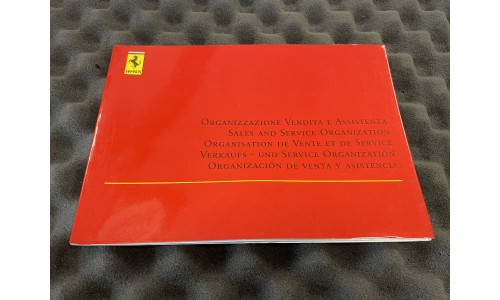 Ferrari
Organizzazione Vendita e Assistenza
Sales and Service Organization
Organisation de Vente et de Service
Verkaufs - und Service Organization
Organización de venta y asistencia